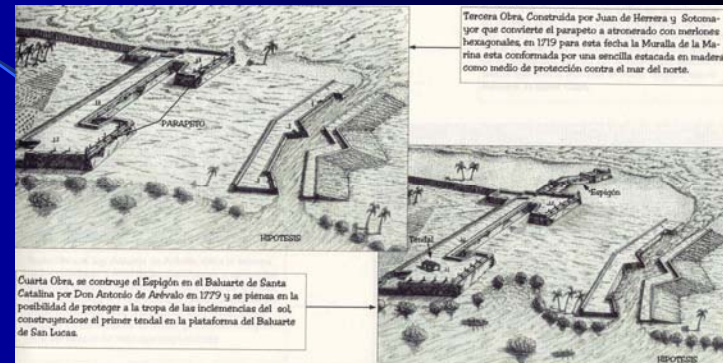 Tercera Obra, Construida por Juan de Herrera y Sotoma-
yor que convierte el parapeto a atronerado con merlones
hexagonales, en 1719 para esta fecha la Muralla de la Ma-
rina esta conformada por una sencilla estacada en madera
como medio de protección contra el mar del norte.
PARAPETO
HIPOTESIS
Espigón
Tendal
HIPOTESIS
Cuarta Obra, se contruye el Espigón en el Baluarte de Santa
Catalina por Don Antonio de Arévalo en 1779 y se piensa en la
posibilidad de proteger a la tropa de las inclemencias del sol,
construyendose el primer tendal en la plataforma del Baluarte
de San Lucas.